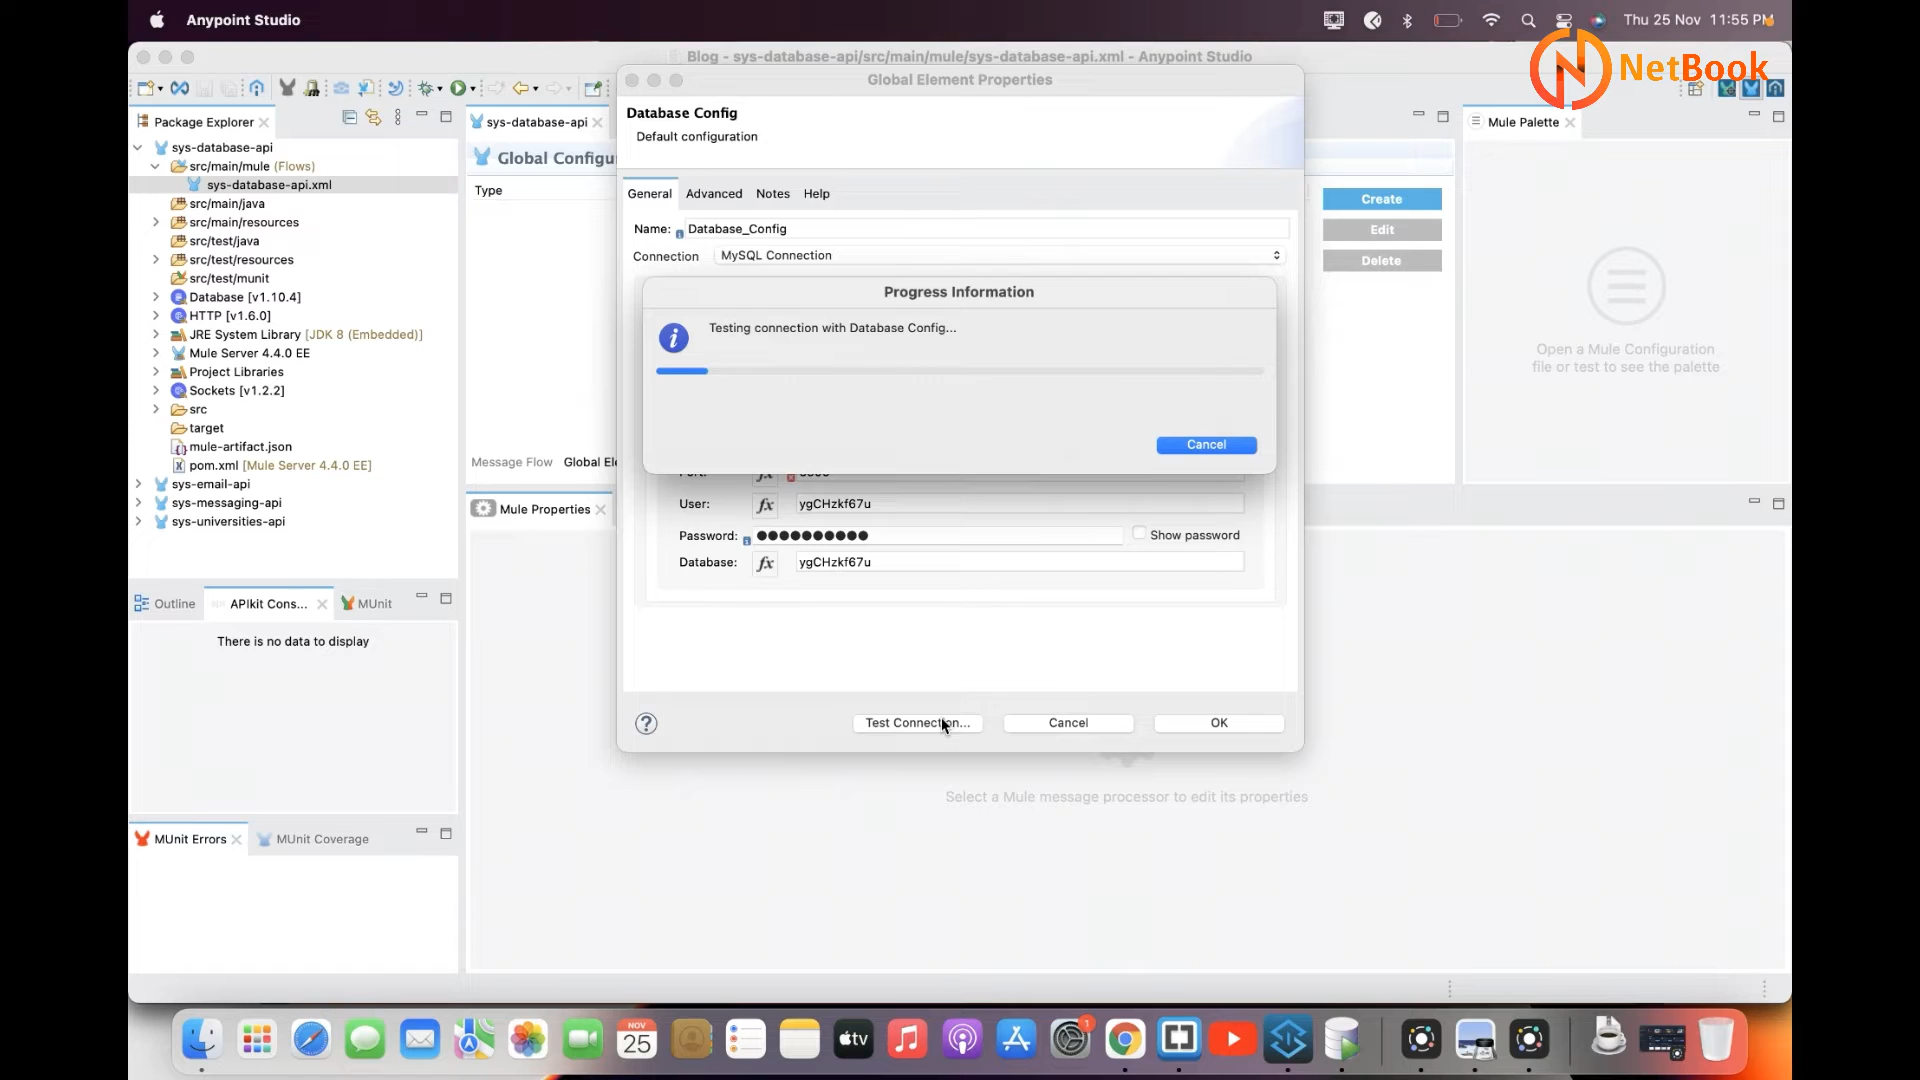 Anypoint Studio
Thu 25 Nov 11:55 PM
NetBook
Blog - sys-database-api/src/main/mule/sys-database-api.xml - Anypoint Studio
Global Element Properties
Database Config
Default configuration
General
Advanced
Notes
Help
Name:
Database_Config
Connection
MySQL Connection
Progress Information
Testing connection with Database Config...
Cancel
User:
ygCHzkf67u
Password:
Show password
Database:
ygCHzkf67u
Test Connection...
Cancel
OK
Package Explorer
sys-database-api
src/main/mule (Flows)
sys-database-api.xml
src/main/java
src/main/resources
src/test/java
src/test/resources
src/test/munit
Database [v1.10.4]
HTTP [v1.6.0]
JRE System Library [JDK 8 (Embedded)]
Mule Server 4.4.0 EE
Project Libraries
Sockets [v1.2.2]
src
target
mule-artifact.json
pom.xml [Mule Server 4.4.0 EE]
sys-email-api
sys-messaging-api
sys-universities-api
sys-database-api
Global Configu
Type
Create
Edit
Delete
Message Flow
Global Ele
Mule Palette
Open a Mule Configuration
file or test to see the palette
Mule Properties
Select a Mule message processor to edit its properties
Outline
APIkit Cons...
MUnit
There is no data to display
MUnit Errors
MUnit Coverage
NOV
25
tv
1